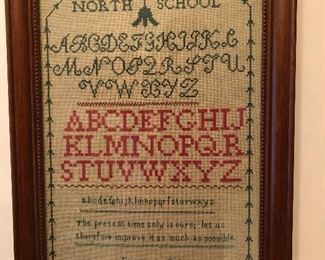 NORTH SCHOOL
ABCDEFGHIJKL
MNOPQRSTU
VWXYZ
ABCDEFGHIJ
KLMNOPQR
STUVWXYZ
abcdefghijklmnopqrstuvwxyz
The present time only is ours; let us
therefore improve it as much as possible.